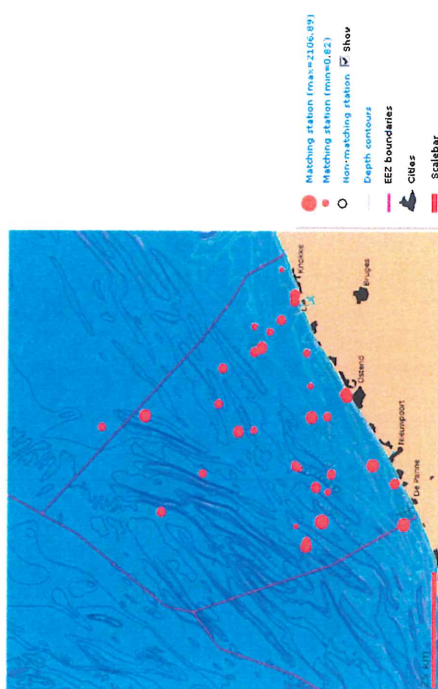 Matching station (max=2106.89)
Matching station (min=0.82)
Non-matching station Show
Depth contours
EEZ boundaries
Cities
Scalebar
Knokke
Bruges
Ostend
Nieuwpoort
De Panne
km